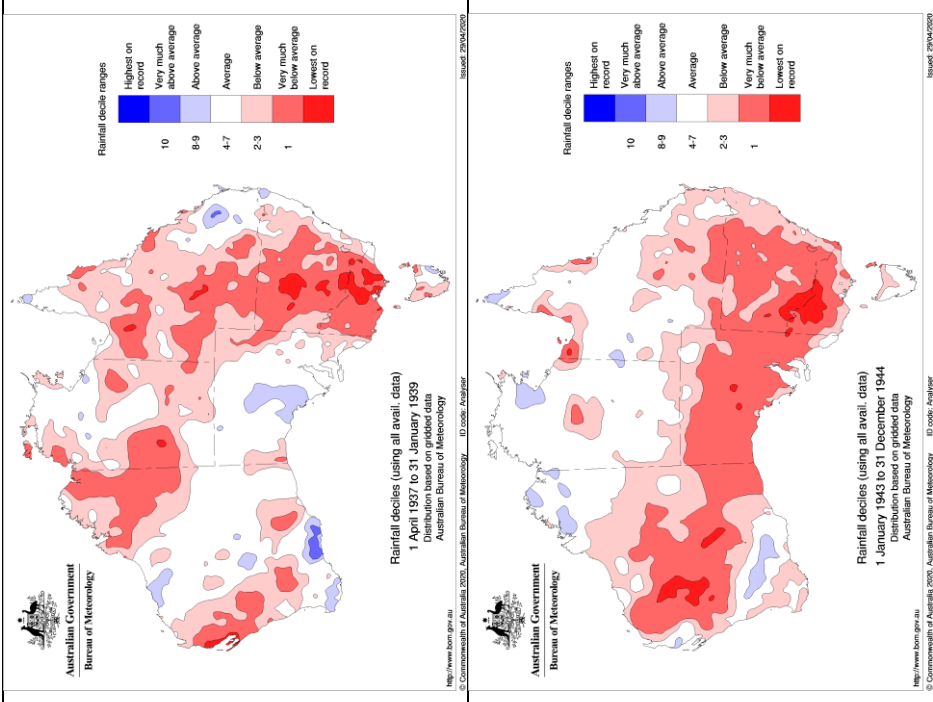 Australian Government
Bureau of Meteorology
Rainfall decile ranges
Highest on
record
10
Very much
above average
8-9
Above average
4-7
Average
2-3
Below average
1
Very much
below average
Lowest on
record
Rainfall deciles (using all avail. data)
1 April 1937 to 31 January 1939
Distribution based on gridded data
Australian Bureau of Meteorology
http://www.bom.gov.au
© Commonwealth of Australia 2020, Australian Bureau of Meteorology
ID code: Analyser
Issued: 29/04/2020
Australian Government
Bureau of Meteorology
Rainfall decile ranges
Highest on
record
10
Very much
above average
8-9
Above average
4-7
Average
2-3
Below average
1
Very much
below average
Lowest on
record
Rainfall deciles (using all avail. data)
1 January 1943 to 31 December 1944
Distribution based on gridded data
Australian Bureau of Meteorology
http://www.bom.gov.au
© Commonwealth of Australia 2020, Australian Bureau of Meteorology
ID code: Analyser
Issued: 29/04/2020